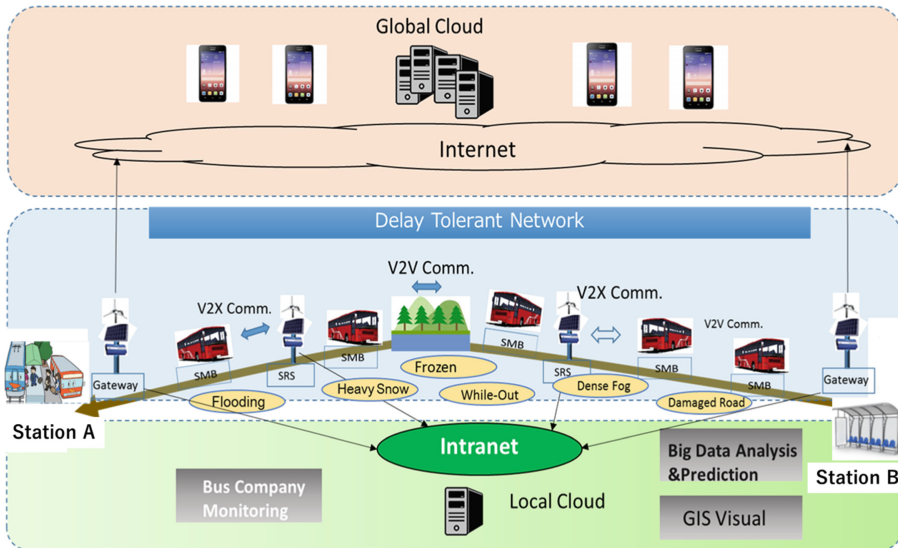 Global Cloud
Internet
Delay Tolerant Network
V2V Comm.
V2X Comm.
V2X Comm.
V2V Comm.
SMB
SRS
SMB
SMB
SRS
SMB
SMB
Gateway
Gateway
Flooding
Heavy Snow
Frozen
While-Out
Dense Fog
Damaged Road
Station A
Station B
Intranet
Bus Company
Monitoring
Local Cloud
Big Data Analysis
&Prediction
GIS Visual